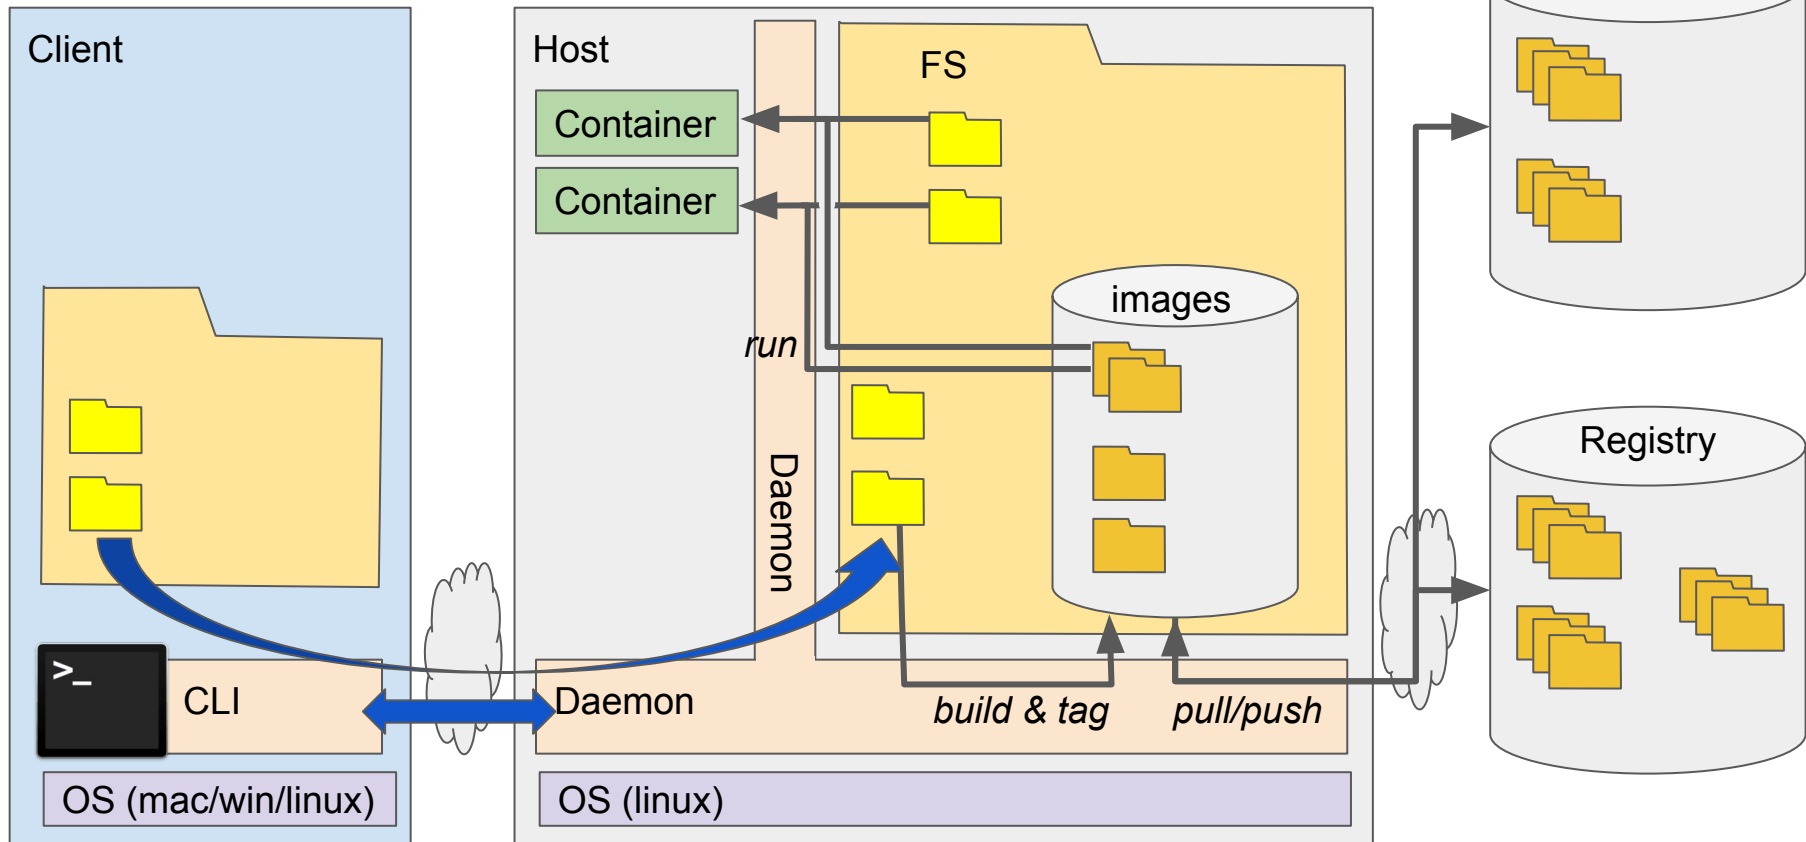 Client
Host
FS
Container
Container
images
run
Registry
Daemon
>_
CLI
Daemon
build & tag
pull/push
OS (mac/win/linux)
OS (linux)